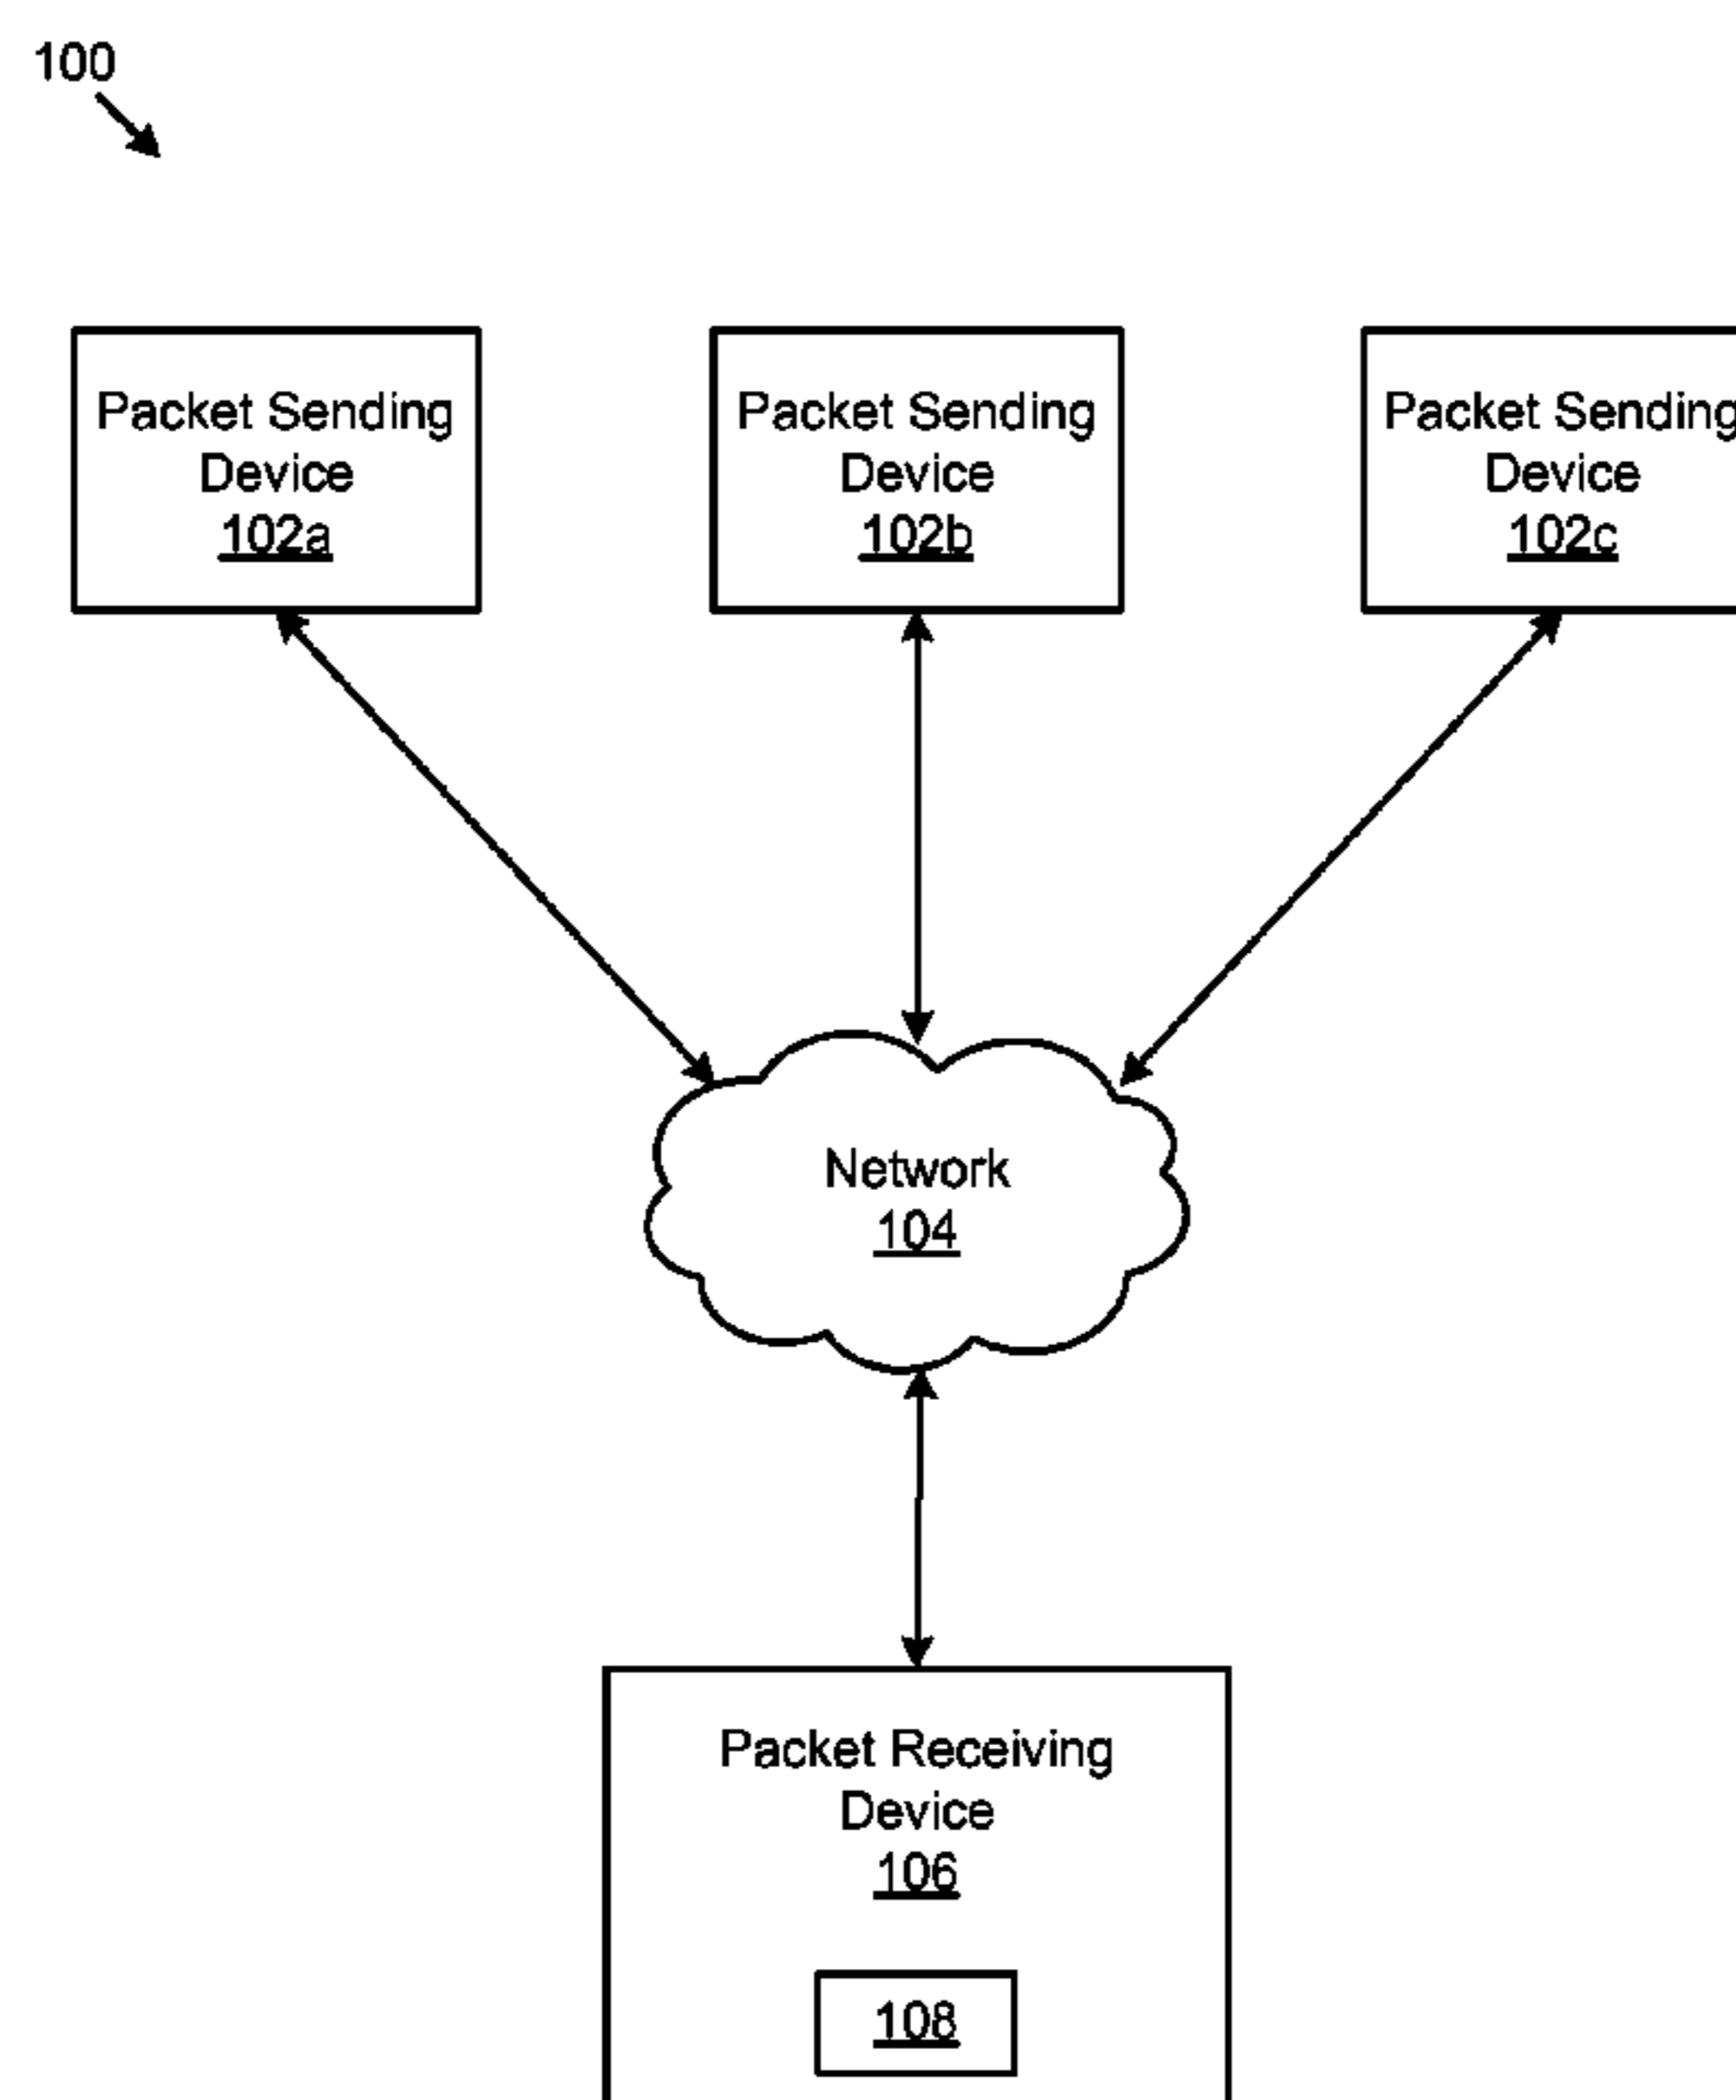 100
Packet Sending
Device
102a
Packet Sending
Device
102b
Packet Sending
Device
102c
Network
104
Packet Receiving
Device
106
108